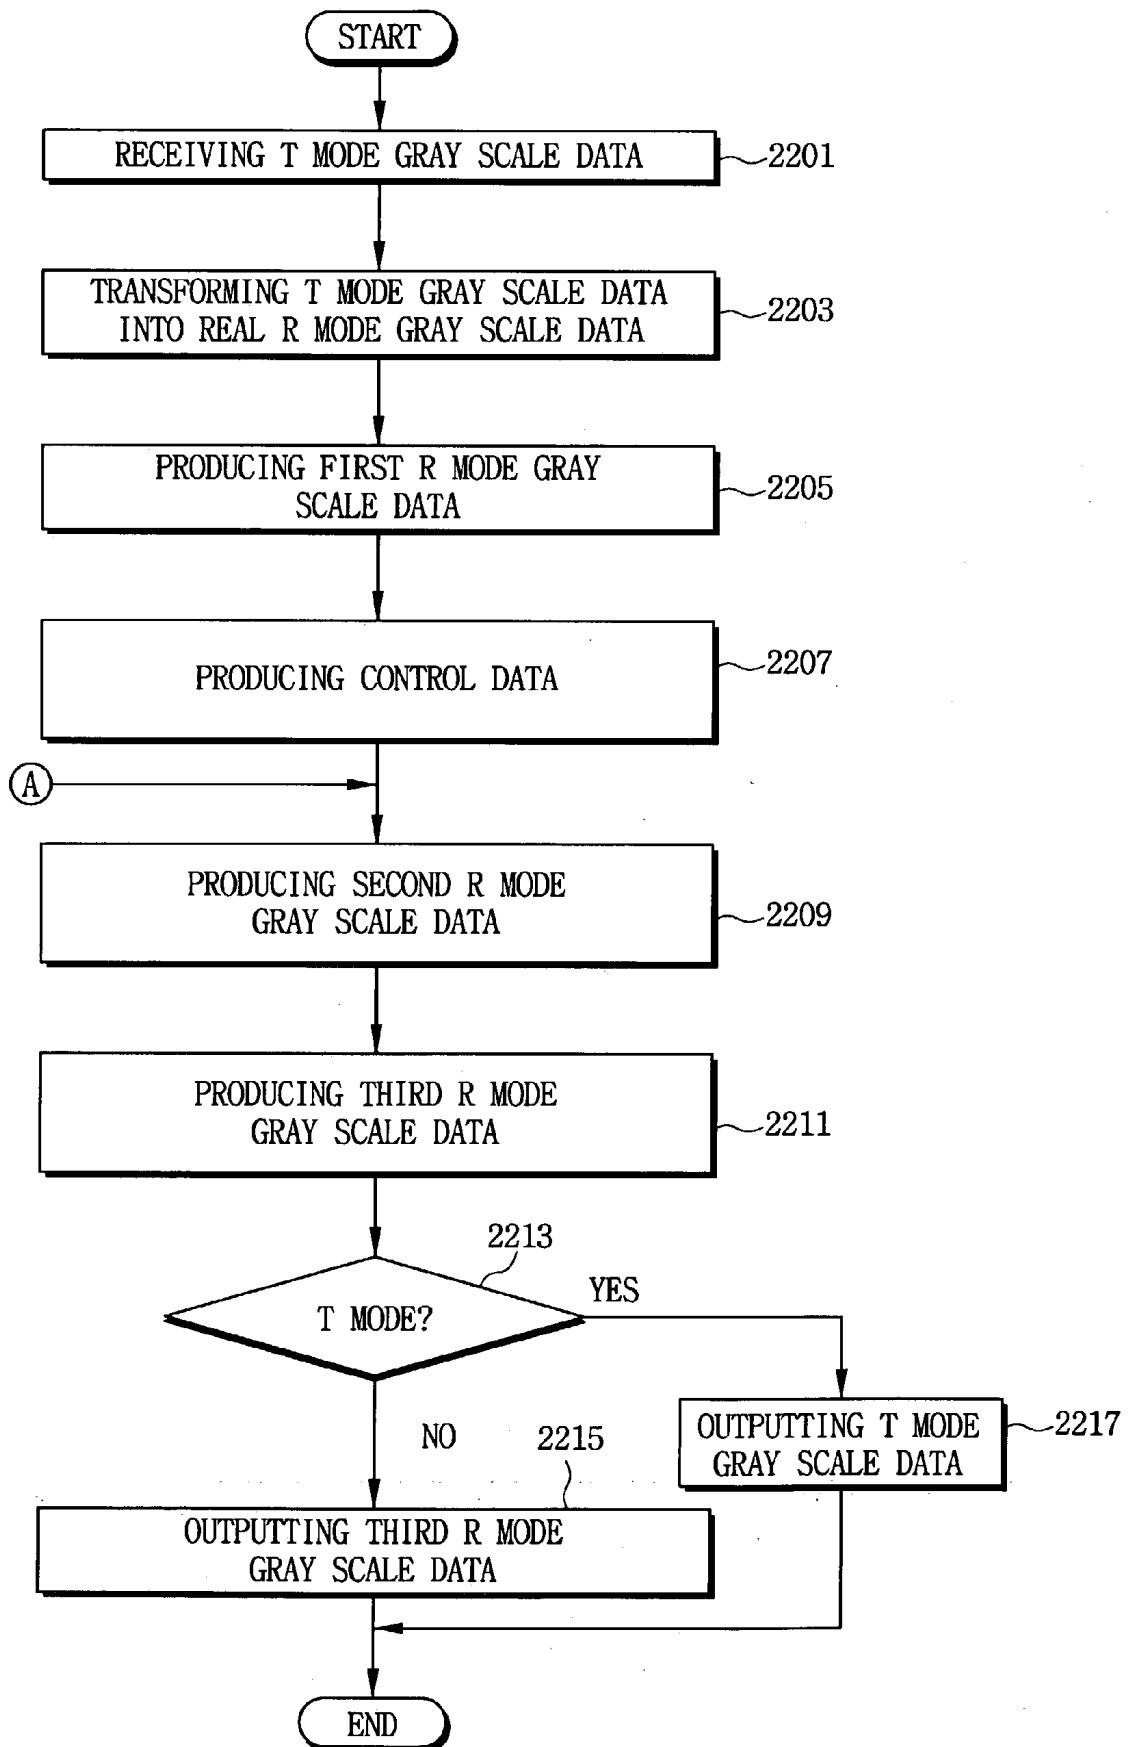 START
RECEIVING T MODE GRAY SCALE DATA
2201
TRANSFORMING T MODE GRAY SCALE DATA
INTO REAL R MODE GRAY SCALE DATA
2203
PRODUCING FIRST R MODE GRAY
SCALE DATA
2205
PRODUCING CONTROL DATA
2207
A
PRODUCING SECOND R MODE
GRAY SCALE DATA
2209
PRODUCING THIRD R MODE
GRAY SCALE DATA
2211
2213
T MODE?
YES
NO
OUTPUTTING T MODE
GRAY SCALE DATA
2217
2215
OUTPUTTING THIRD R MODE
GRAY SCALE DATA
END